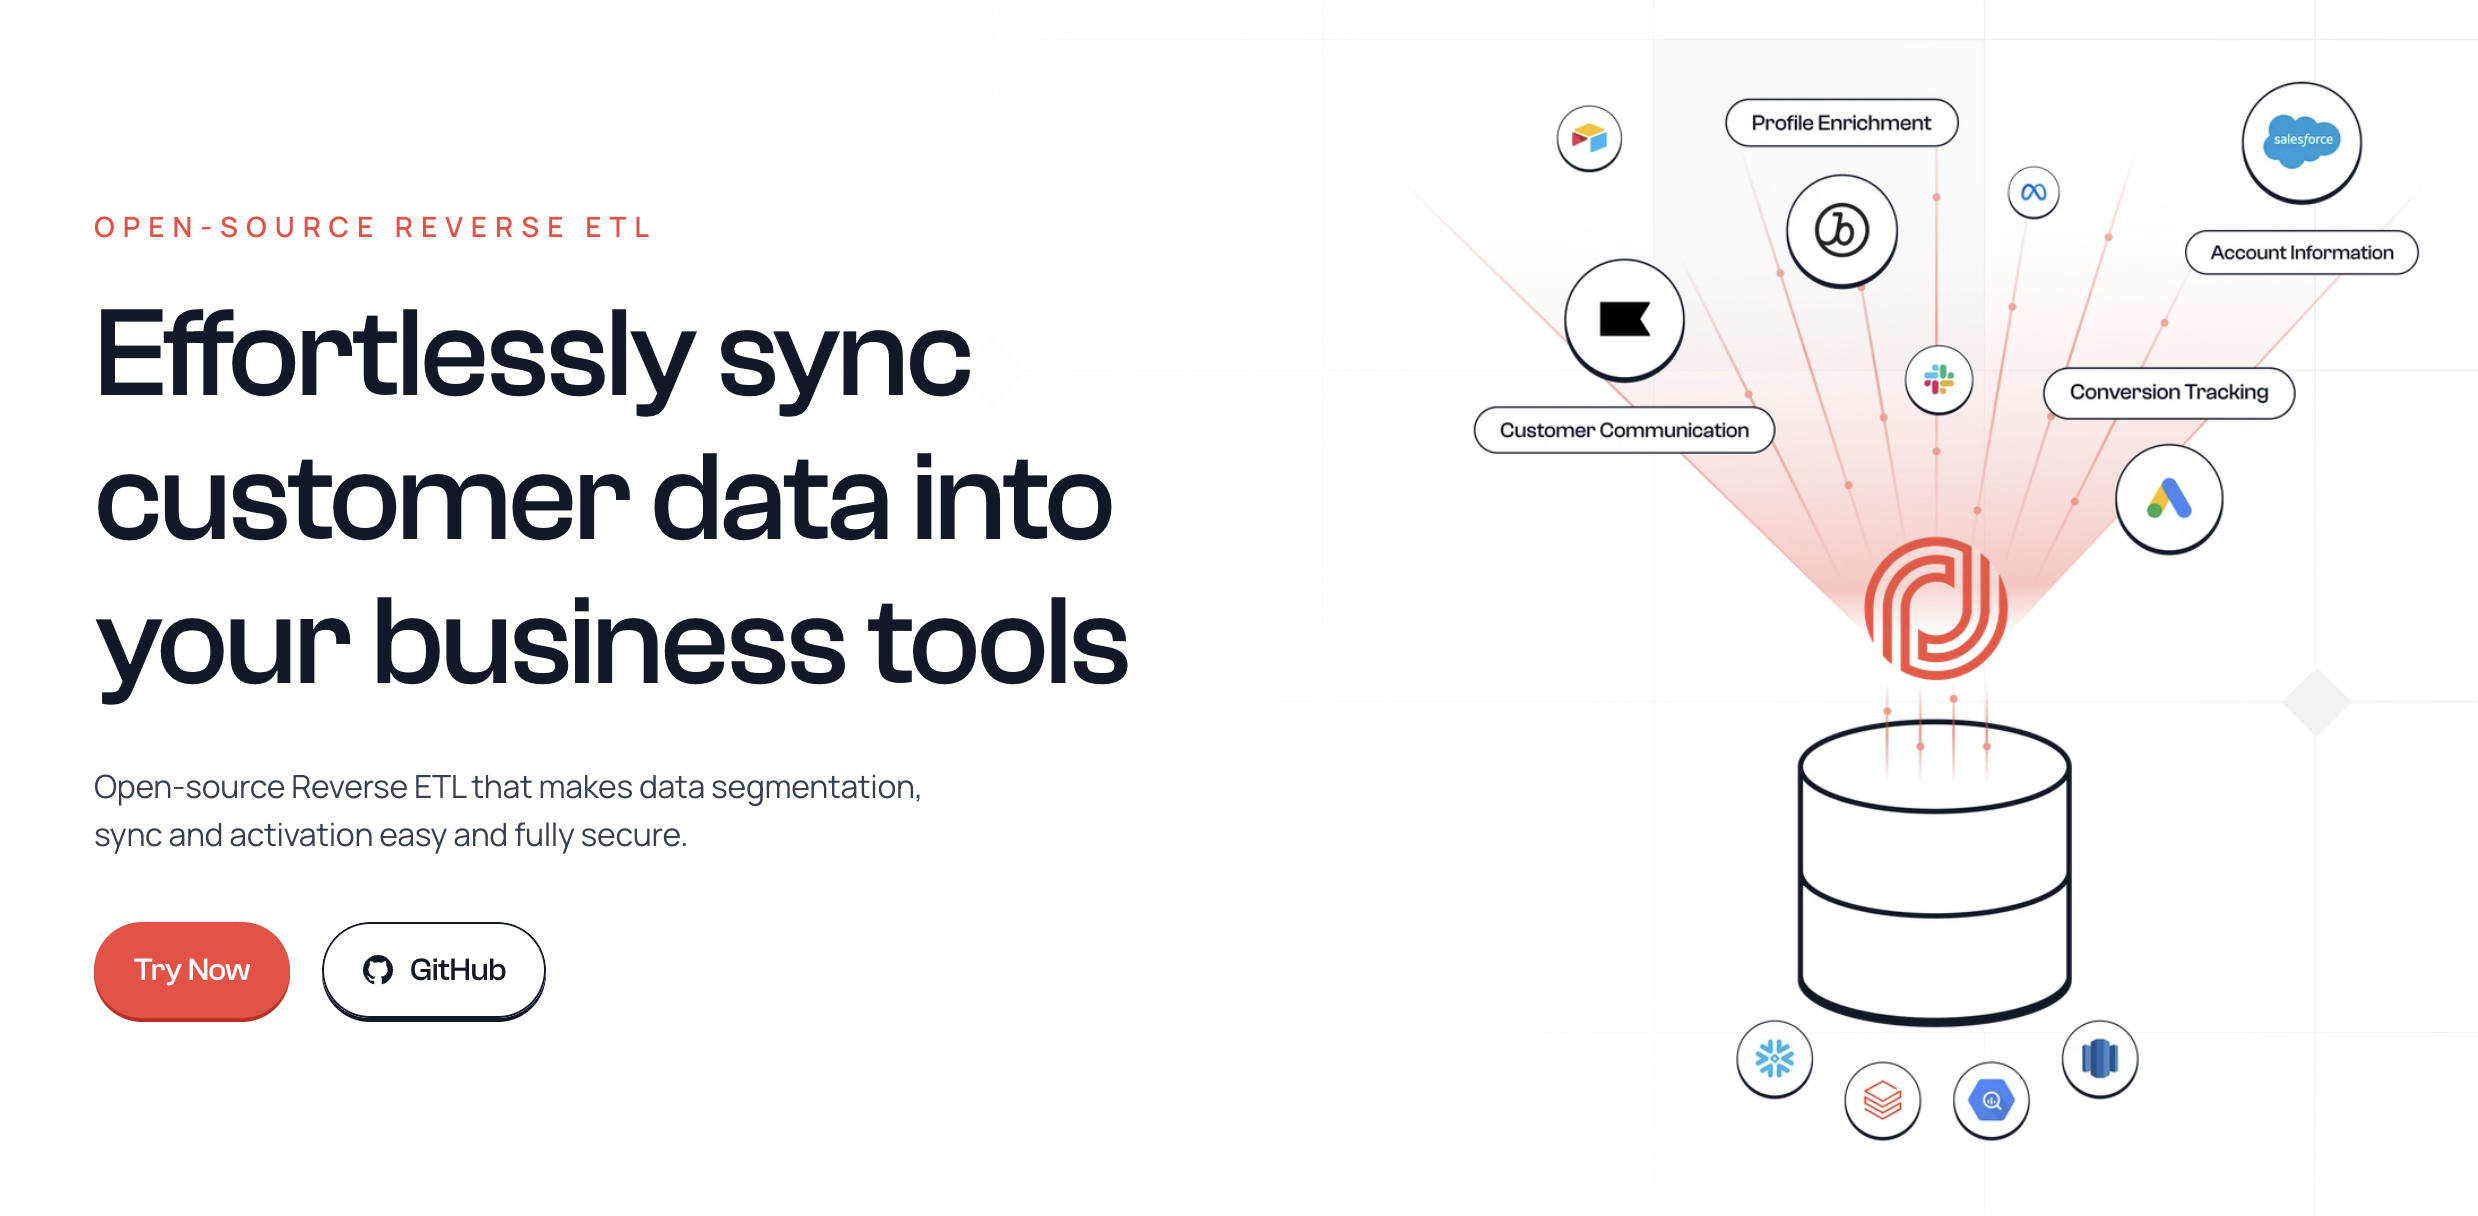 OPEN-SOURCE REVERSE ETL
Effortlessly sync
customer data into
your business tools
Open-source Reverse ETL that makes data segmentation,
sync and activation easy and fully secure.
Try Now
GitHub
Profile Enrichment
salesforce
Account Information
Conversion Tracking
Customer Communication